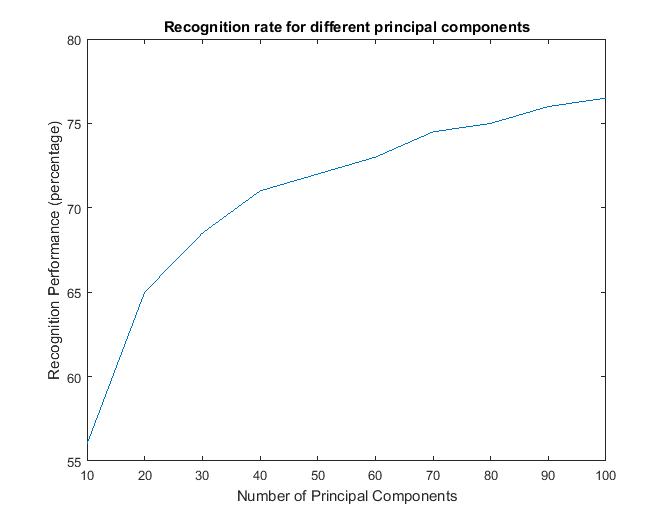 Recognition rate for different principal components
80
75
70
65
60
55
Recognition Performance (percentage)
10 20 30 40 50 60 70 80 90 100
Number of Principal Components